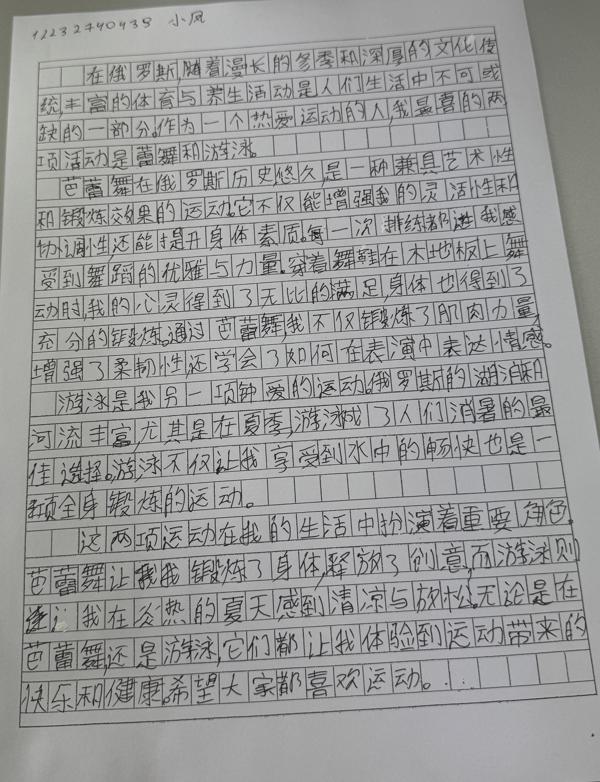 11232740438 小凤
在俄罗斯,随着漫长的冬季和深厚的文化传
统,丰富的体育与养生活动是人们生活中不可或
缺的一部分。作为一个热爱运动的人,我最喜的两
项活动是蕾舞和游泳。
芭蕾舞在俄罗斯历史悠久,是一种兼具艺术性
和锻炼效果的运动。它不仅能增强我的灵活性和
协调性,还能提升身体素质。每一次排练都让我感
受到舞蹈的优雅与力量。穿着舞鞋在木地板上舞
动时,我的心灵得到了无比的满足,身体也得到了
充分的锻炼。通过芭蕾舞,我不仅锻炼了肌肉力量,
增强了柔韧性,还学会了如何在表演中表达情感。
游泳是我另一项钟爱的运动。俄罗斯的湖泊和
河流丰富,尤其是在夏季,游泳成了人们消暑的最
佳选择。游泳不仅让我享受到水中的畅快也是一
项全身锻炼的运动。
这两项运动在我的生活中扮演着重要角色。
芭蕾舞让我我锻炼了身体,释放了创意,而游泳则
我在炎热的夏天感到清凉与放松。无论是在
芭蕾舞,还是游泳,它们都让我体验到运动带来的
快乐和健康。希望大家都喜欢运动。